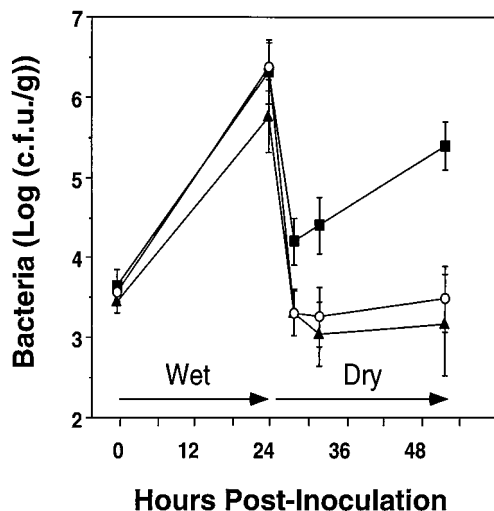 Bacteria (Log (c.f.u./g))
7
6
5
4
3
2
Wet
Dry
0 12 24 36 48
Hours Post-Inoculation